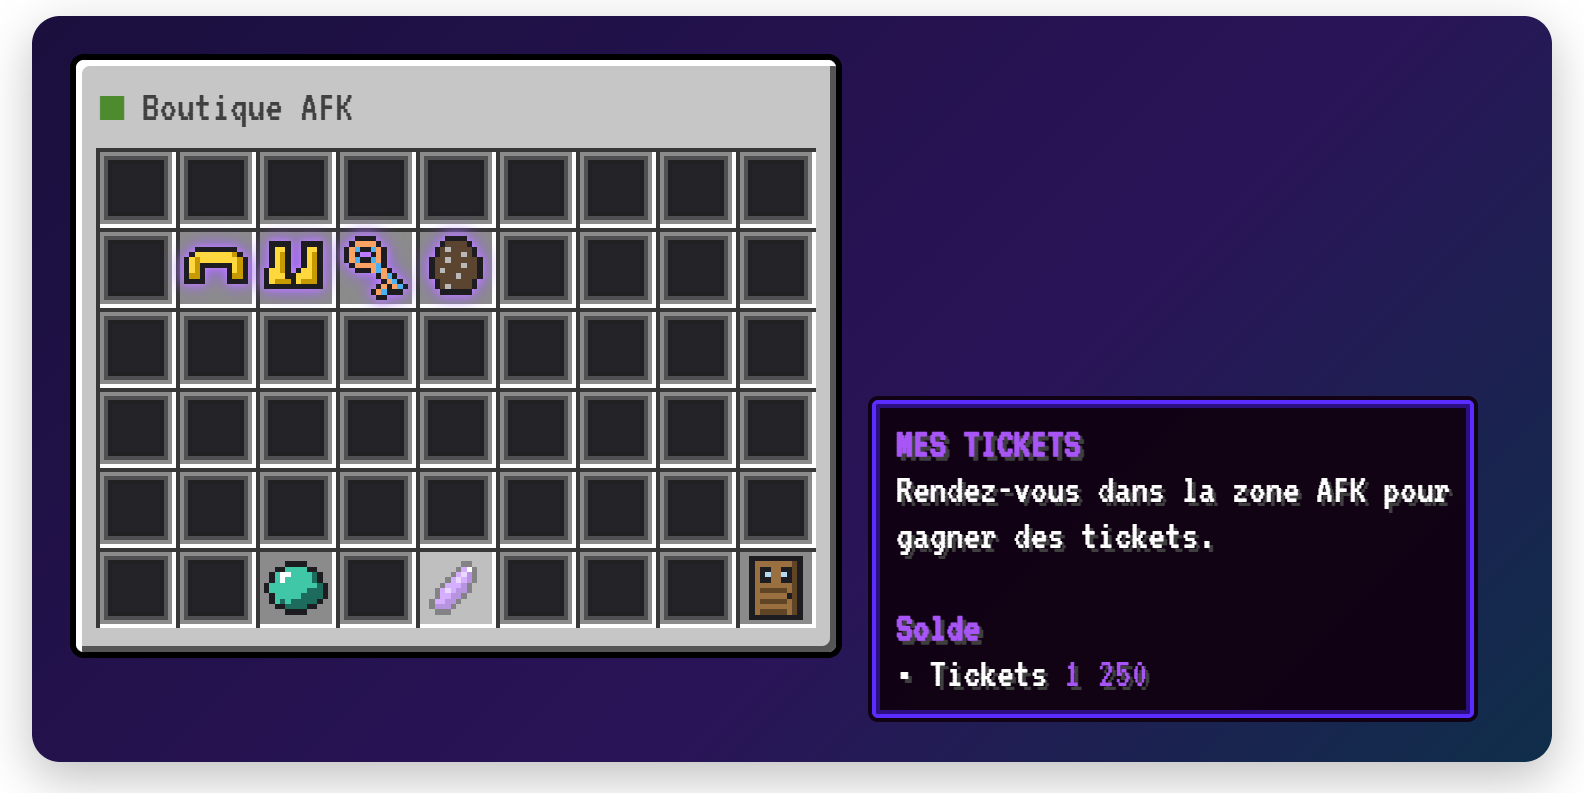 Boutique AFK
MES TICKETS
Rendez-vous dans la zone AFK pour
gagner des tickets.
Solde
▪ Tickets 1 250